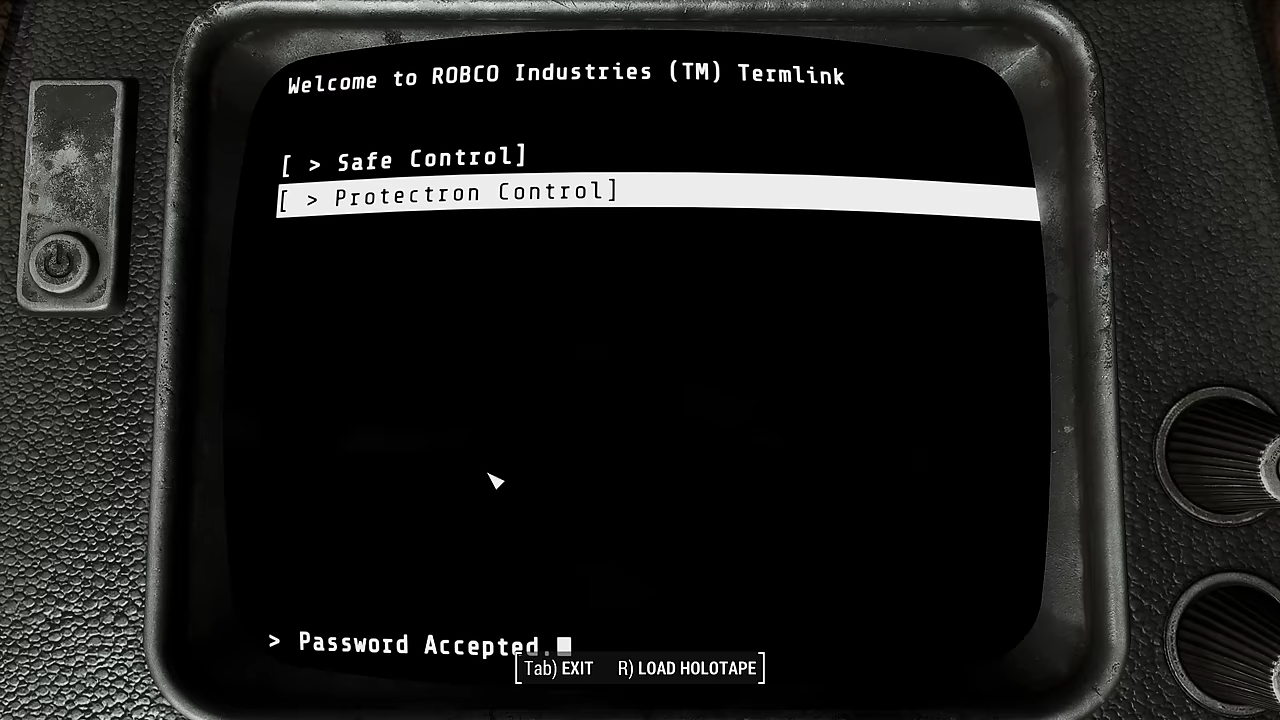 Welcome to ROBCO Industries (TM) Termlink
[ > Safe Control]
[ > Protectron Control]
> Password Accepted.
Tab) EXIT R) LOAD HOLOTAPE